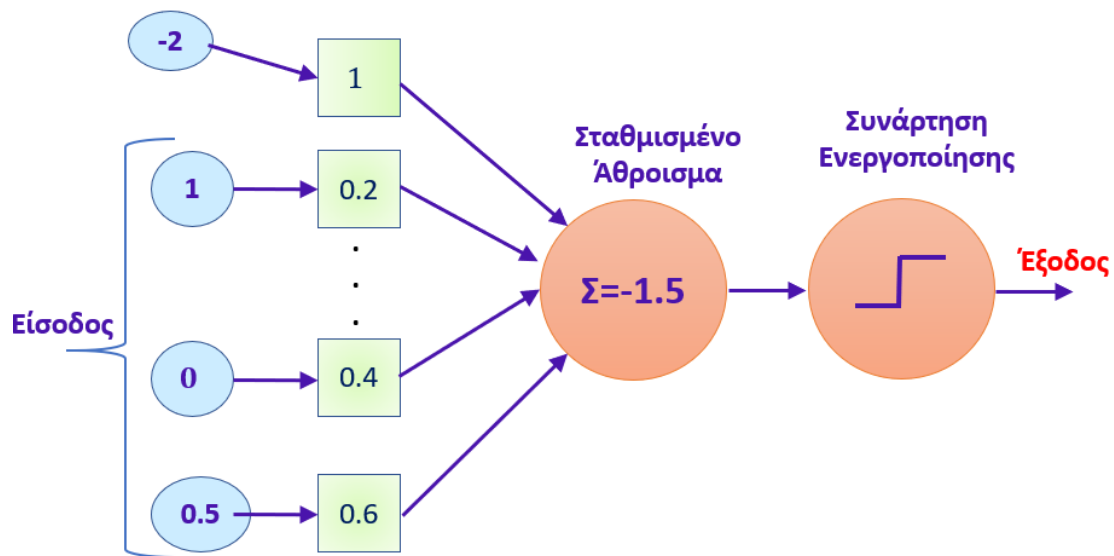 -2
1
Σταθμισμένο
Άθροισμα
Συνάρτηση
Ενεργοποίησης
1
0.2
.
.
.
Είσοδος
Σ=-1.5
Έξοδος
0
0.4
0.5
0.6